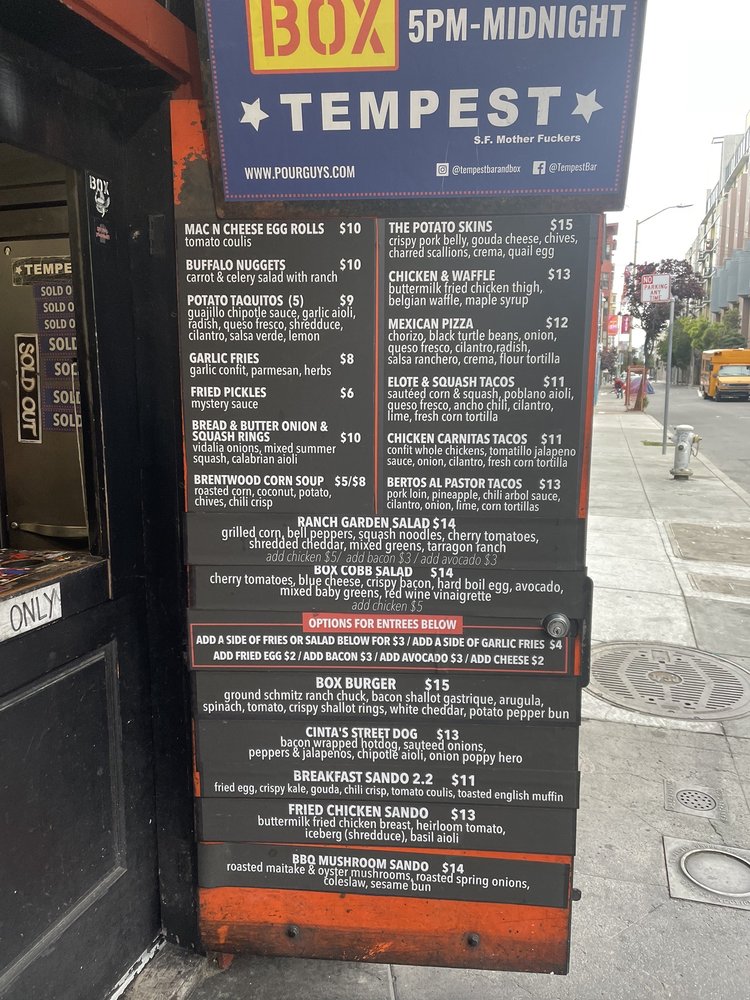 BOX
5PM-MIDNIGHT
TEMPEST
S.F. Mother Fuckers
WWW.POURGUYS.COM
@tempestbarandbox
@TempestBar
BOX
TEMPE
SOLD O
SOLD O
SOLD O
SOLD
SOL
SOLD
SOLD
SOLD
SOLD OUT
ONLY
NO
PARKING
ANY
TIME
MAC N CHEESE EGG ROLLS $10
tomato coulis
BUFFALO NUGGETS $10
carrot & celery salad with ranch
POTATO TAQUITOS (5) $9
guajillo chipotle sauce, garlic aioli,
radish, queso fresco, shredduce,
cilantro, salsa verde, lemon
GARLIC FRIES $8
garlic confit, parmesan, herbs
FRIED PICKLES $6
mystery sauce
BREAD & BUTTER ONION &
SQUASH RINGS $10
vidalia onions, mixed summer
squash, calabrian aioli
BRENTWOOD CORN SOUP $5/$8
roasted corn, coconut, potato,
chives, chili crisp
THE POTATO SKINS $15
crispy pork belly, gouda cheese, chives,
charred scallions, crema, quail egg
CHICKEN & WAFFLE $13
buttermilk fried chicken thigh,
belgian waffle, maple syrup
MEXICAN PIZZA $12
chorizo, black turtle beans, onion,
queso fresco, cilantro,radish,
salsa ranchero, crema, flour tortilla
ELOTE & SQUASH TACOS $11
sautéed corn & squash, poblano aioli,
queso fresco, ancho chili, cilantro,
lime, fresh corn tortilla
CHICKEN CARNITAS TACOS $11
confit whole chickens, tomatillo jalapeno
sauce, onion, cilantro, fresh corn tortilla
BERTOS AL PASTOR TACOS $13
pork loin, pineapple, chili arbol sauce,
cilantro, onion, lime, corn tortillas
RANCH GARDEN SALAD $14
grilled corn, bell peppers, squash noodles, cherry tomatoes,
shredded cheddar, mixed greens, tarragon ranch
add chicken $5/ add bacon $3 / add avocado $3
BOX COBB SALAD $14
cherry tomatoes, blue cheese, crispy bacon, hard boil egg, avocado,
mixed baby greens, red wine vinaigrette
add chicken $5
OPTIONS FOR ENTREES BELOW
ADD A SIDE OF FRIES OR SALAD BELOW FOR $3 / ADD A SIDE OF GARLIC FRIES $4
ADD FRIED EGG $2 / ADD BACON $3 / ADD AVOCADO $3 / ADD CHEESE $2
BOX BURGER $15
ground schmitz ranch chuck, bacon shallot gastrique, arugula,
spinach, tomato, crispy shallot rings, white cheddar, potato pepper bun
CINTA'S STREET DOG $13
bacon wrapped hotdog, sauteed onions,
peppers & jalapeños, chipotle aioli, onion poppy hero
BREAKFAST SANDO 2.2 $11
fried egg, crispy kale, gouda, chili crisp, tomato coulis, toasted english muffin
FRIED CHICKEN SANDO $13
buttermilk fried chicken breast, heirloom tomato,
iceberg (shredduce), basil aioli
BBQ MUSHROOM SANDO $14
roasted maitake & oyster mushrooms, roasted spring onions,
coleslaw, sesame bun